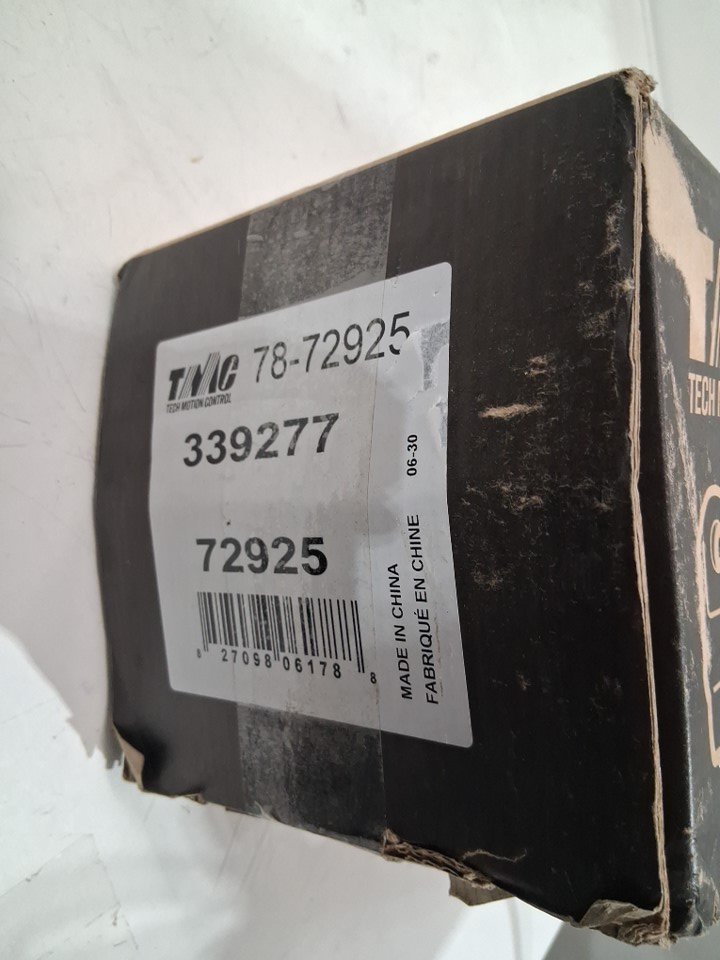 TMC 78-72925
TECH MOTION CONTROL
339277
72925
8 27098 06178 8
MADE IN CHINA
FABRIQUÉ EN CHINE 06-30
TECH